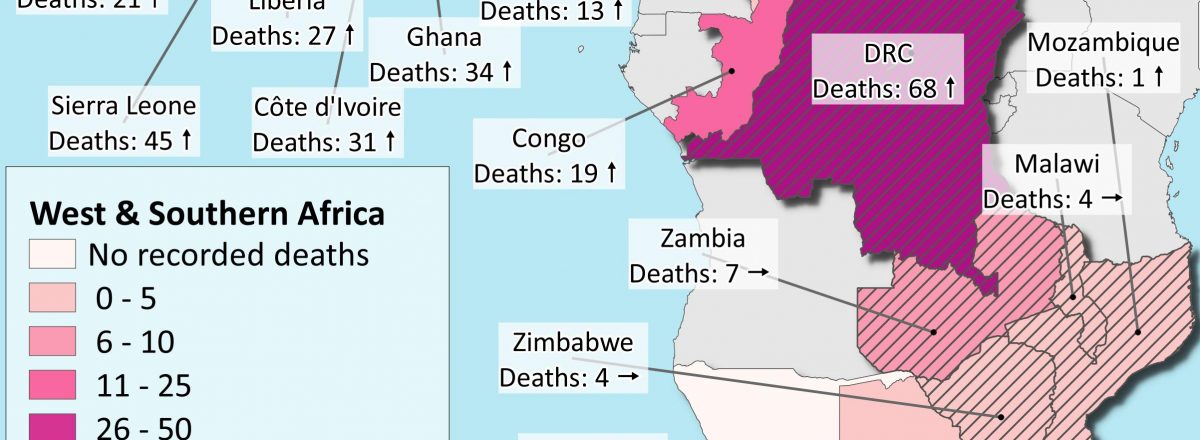 Deaths: 21 ↑
Liberia
Deaths: 27 ↑
Ghana
Deaths: 34 ↑
Deaths: 13 ↑
DRC
Deaths: 68 ↑
Mozambique
Deaths: 1 ↑
Sierra Leone
Deaths: 45 ↑
Côte d'Ivoire
Deaths: 31 ↑
Congo
Deaths: 19 ↑
Malawi
Deaths: 4 →
Zambia
Deaths: 7 →
Zimbabwe
Deaths: 4 →
West & Southern Africa
No recorded deaths
0 - 5
6 - 10
11 - 25
26 - 50